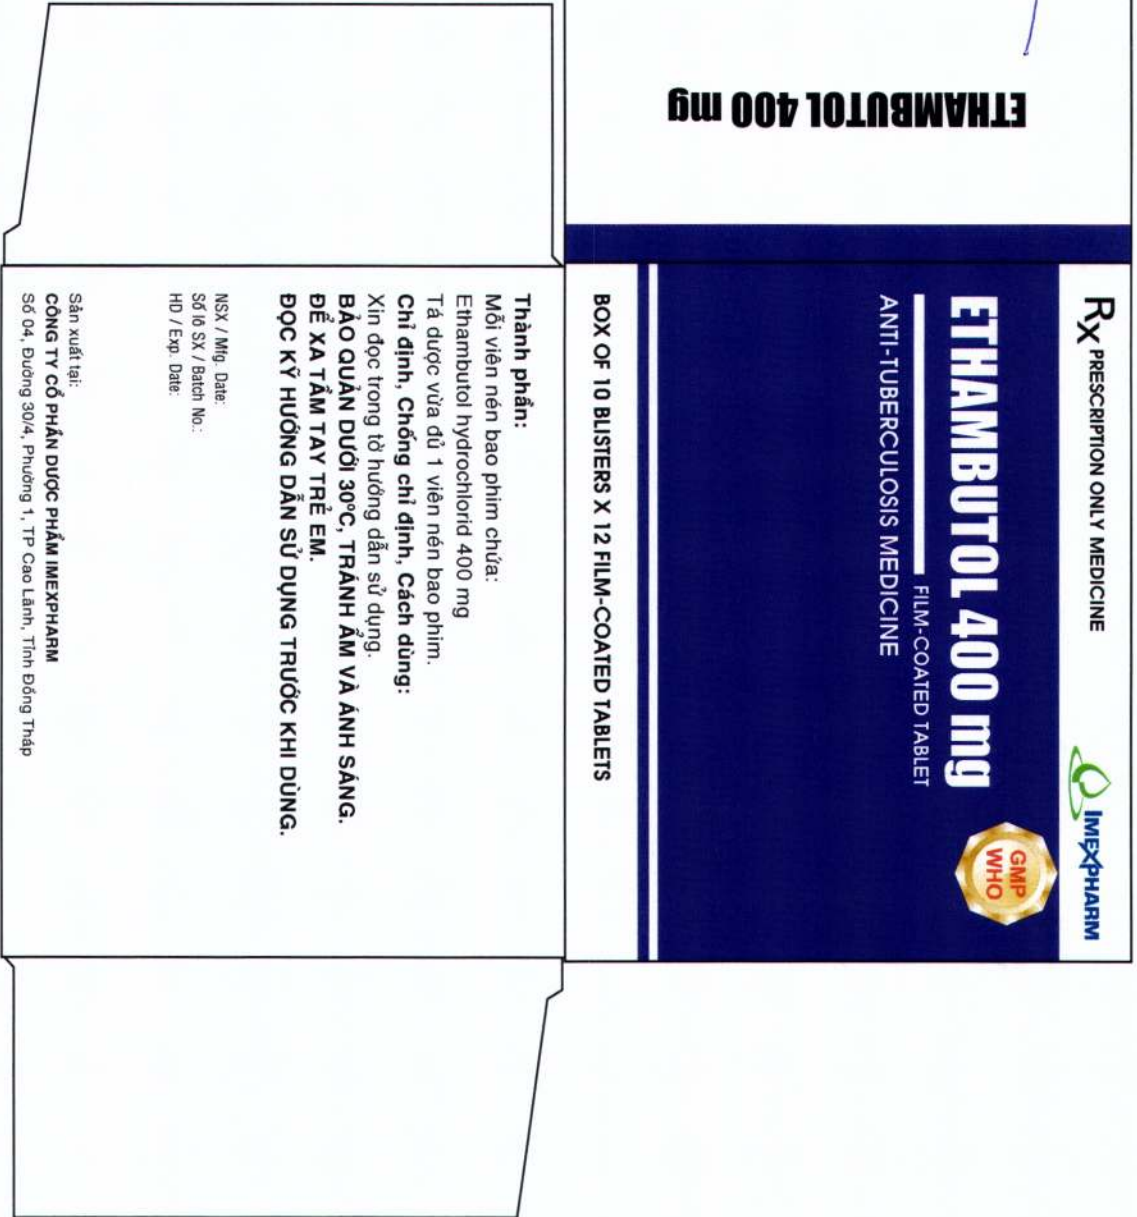 ETHAMBUTOL 400 mg
Rx PRESCRIPTION ONLY MEDICINE
IMEXPHARM
ETHAMBUTOL 400 mg
FILM-COATED TABLET
ANTI-TUBERCULOSIS MEDICINE
GMP
WHO
BOX OF 10 BLISTERS X 12 FILM-COATED TABLETS
Thành phần:
Mỗi viên nén bao phim chứa:
Ethambutol hydrochlorid 400 mg
Tá dược vừa đủ 1 viên nén bao phim.
Chỉ định, Chống chỉ định, Cách dùng:
Xin đọc trong tờ hướng dẫn sử dụng.
BẢO QUẢN DƯỚI 30°C, TRÁNH ẨM VÀ ÁNH SÁNG.
ĐỂ XA TẦM TAY TRẺ EM.
ĐỌC KỸ HƯỚNG DẪN SỬ DỤNG TRƯỚC KHI DÙNG.
NSX / Mfg. Date:
Số lô SX / Batch No.:
HD / Exp. Date:
Sản xuất tại:
CÔNG TY CỔ PHẦN DƯỢC PHẨM IMEXPHARM
Số 04, Đường 30/4, Phường 1, TP Cao Lãnh, Tỉnh Đồng Tháp